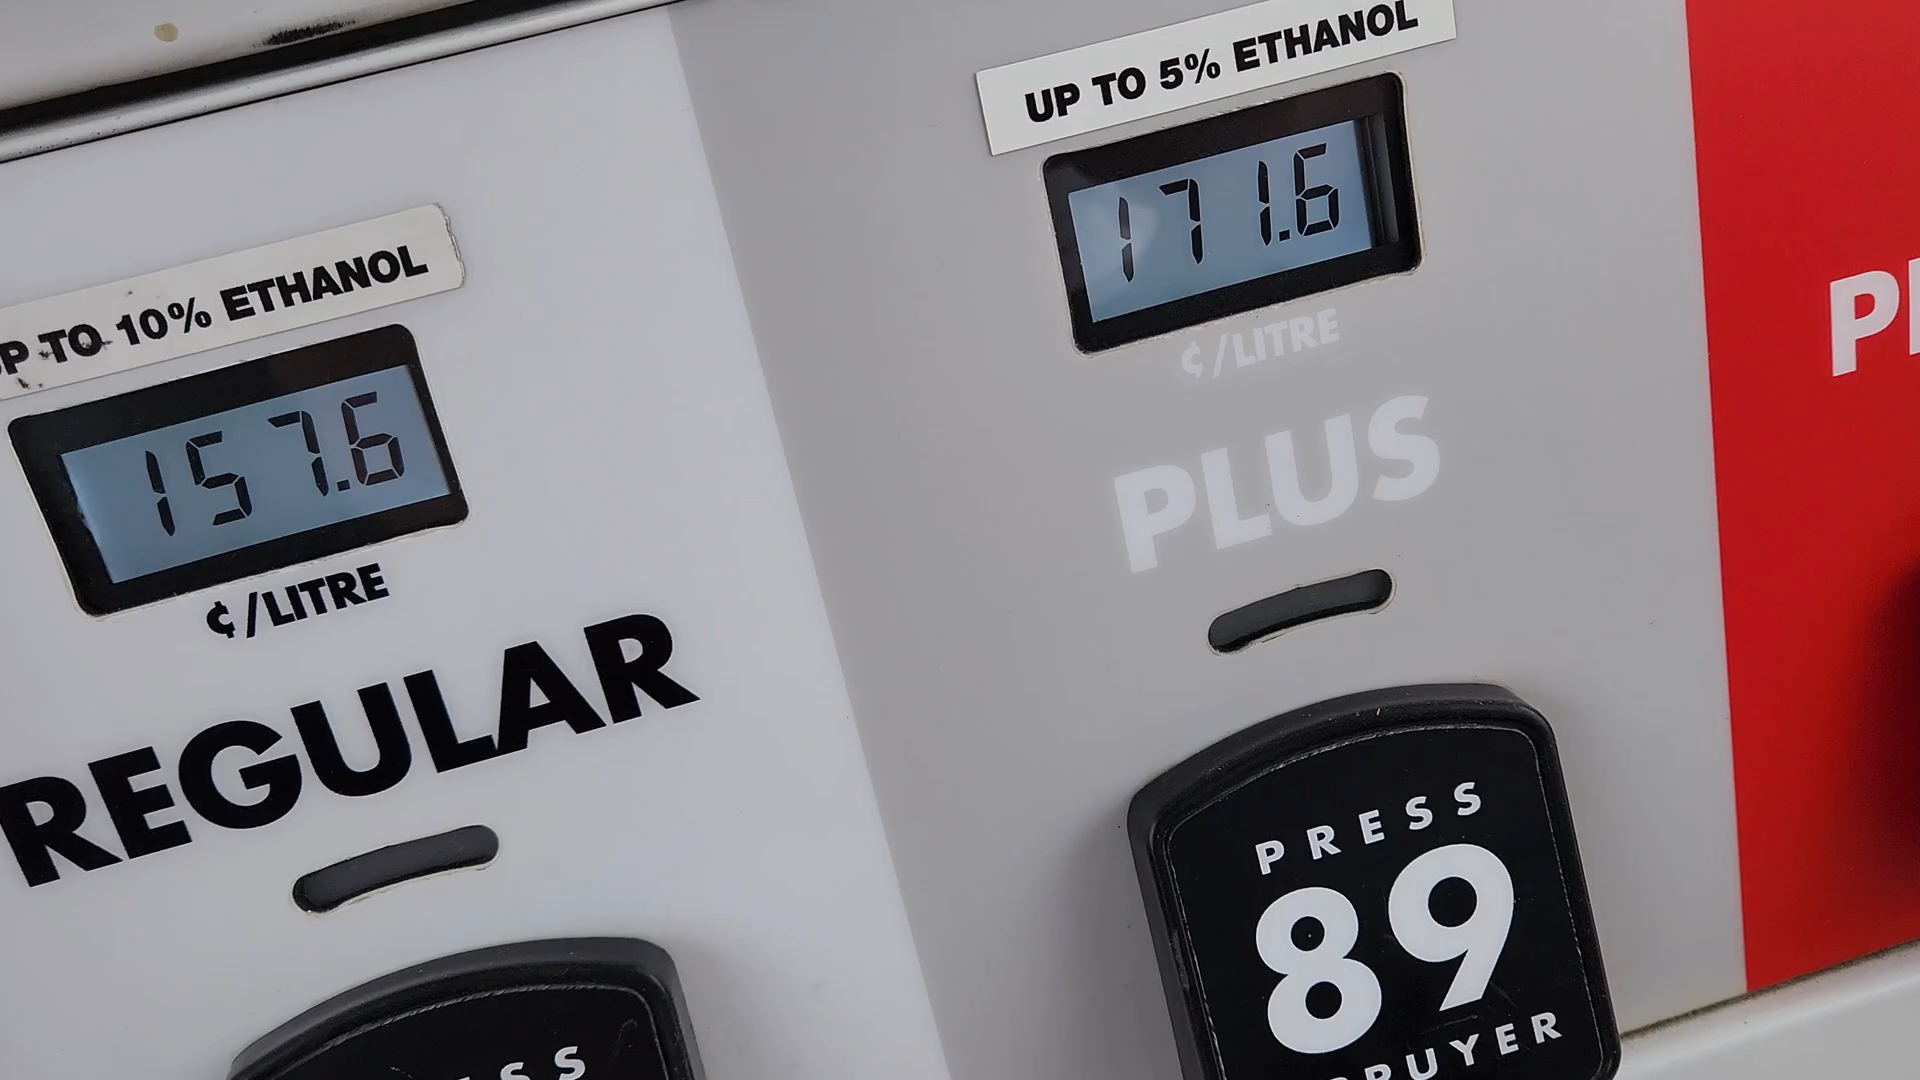 UP TO 10% ETHANOL
157.6
¢/LITRE
REGULAR
UP TO 5% ETHANOL
171.6
¢/LITRE
PLUS
PRESS
89